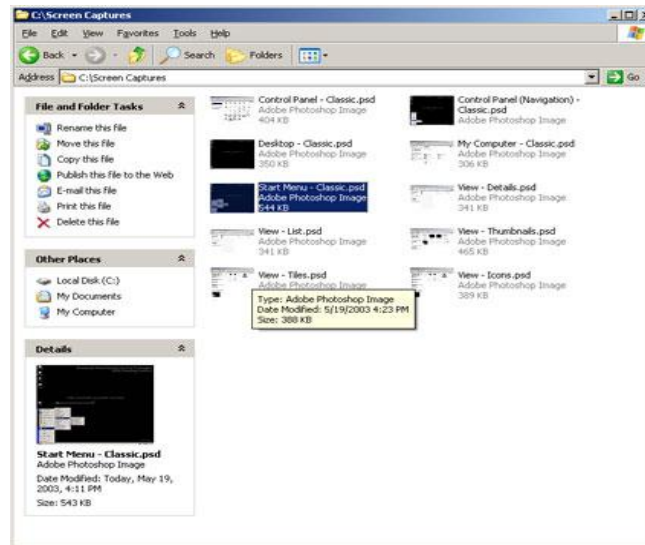 C:\Screen Captures
File Edit View Favorites Tools Help
Back Search Folders
Address C:\Screen Captures Go
File and Folder Tasks
Rename this file
Move this file
Copy this file
Publish this file to the Web
E-mail this file
Print this file
Delete this file
Other Places
Local Disk (C:)
My Documents
My Computer
Details
Start Menu - Classic.psd
Adobe Photoshop Image
Date Modified: Today, May 19,
2003, 4:11 PM
Size: 543 KB
Control Panel - Classic.psd
Adobe Photoshop Image
404 KB
Control Panel (Navigation) -
Classic.psd
Adobe Photoshop Image
Desktop - Classic.psd
Adobe Photoshop Image
350 KB
My Computer - Classic.psd
Adobe Photoshop Image
306 KB
Start Menu - Classic.psd
Adobe Photoshop Image
544 KB
View - Details.psd
Adobe Photoshop Image
341 KB
View - List.psd
Adobe Photoshop Image
341 KB
View - Thumbnails.psd
Adobe Photoshop Image
465 KB
View - Tiles.psd
Adobe Photoshop Image
View - Icons.psd
Adobe Photoshop Image
389 KB
Type: Adobe Photoshop Image
Date Modified: 5/19/2003 4:23 PM
Size: 388 KB